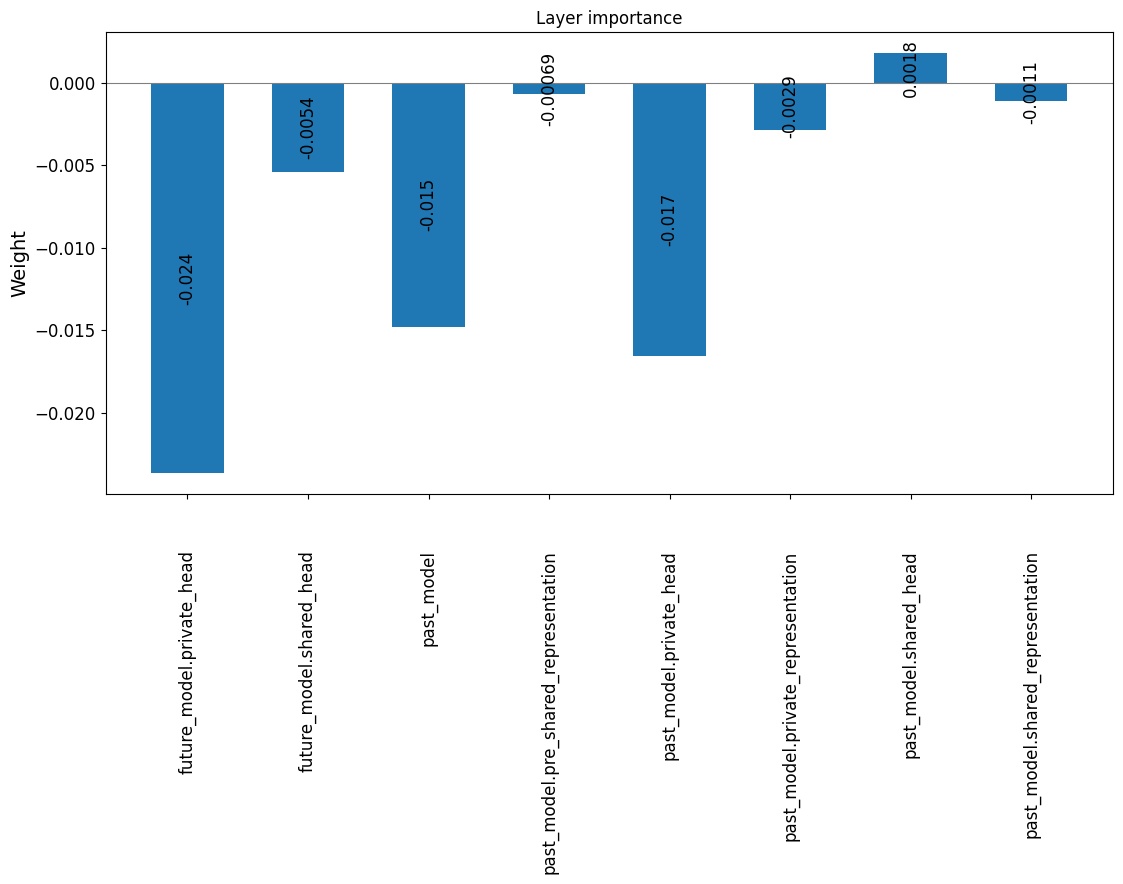 Layer importance
Weight
0.000
−0.005
−0.010
−0.015
−0.020
-0.024
-0.0054
-0.015
-0.00069
-0.017
-0.0029
0.0018
-0.0011
future_model.private_head
future_model.shared_head
past_model
past_model.pre_shared_representation
past_model.private_head
past_model.private_representation
past_model.shared_head
past_model.shared_representation